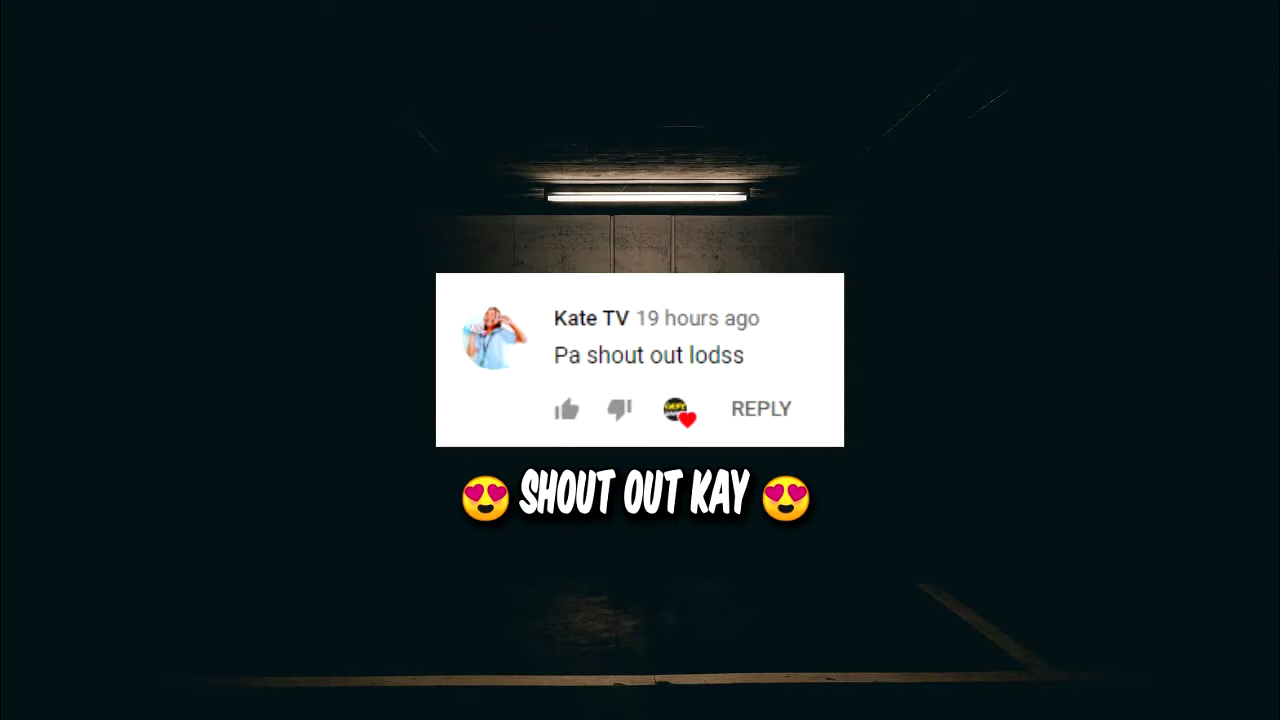 Kate TV 19 hours ago
Pa shout out lodss
REPLY
😍 SHOUT OUT KAY 😍